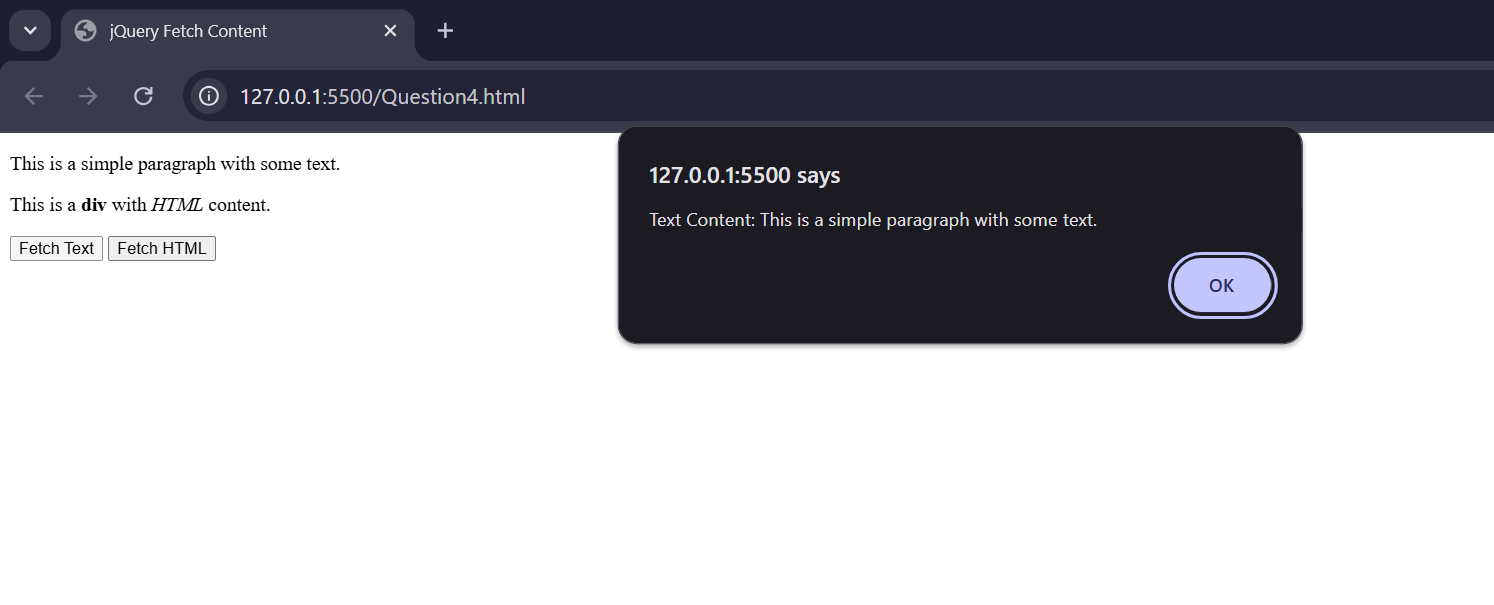 jQuery Fetch Content
127.0.0.1:5500/Question4.html
This is a simple paragraph with some text.
This is a div with HTML content.
Fetch Text Fetch HTML
127.0.0.1:5500 says
Text Content: This is a simple paragraph with some text.
OK